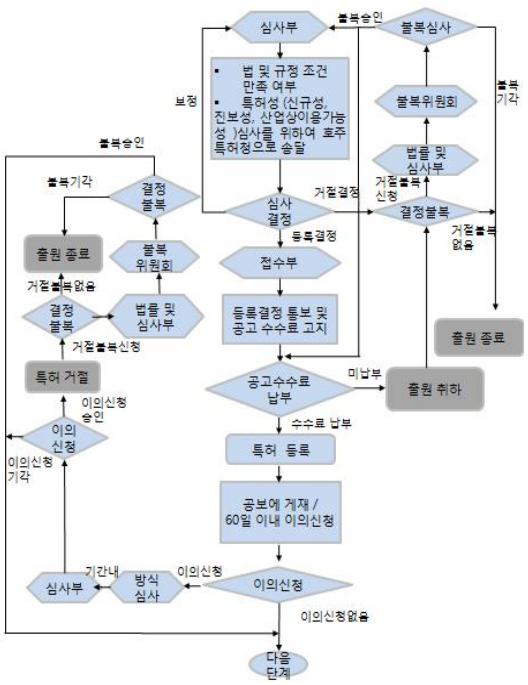 불복승인
심사부
불복심사
보정
▪ 법 및 규정 조건
만족 여부
▪ 특허성 (신규성,
진보성, 산업상이용가능
성 )심사를 위하여 호주
특허청으로 송달
불복
기각
불복위원회
불복승인
법률 및
심사부
불복기각
결정
불복
심사
결정
거절결정
거절불복
신청
결정불복
거절불복
없음
등록결정
출원 종료
불복
위원회
접수부
거절불복없음
결정
불복
법률 및
심사부
등록결정 통보 및
공고 수수료 고지
출원 종료
거절불복신청
특허 거절
공고수수료
납부
미납부
출원 취하
이의신청
승인
수수료 납부
이의
신청
특허 등록
이의신청
기각
공보에 게재 /
60일 이내 이의신청
심사부
기간내
방식
심사
이의신청
이의신청
이의신청없음
다음
단계